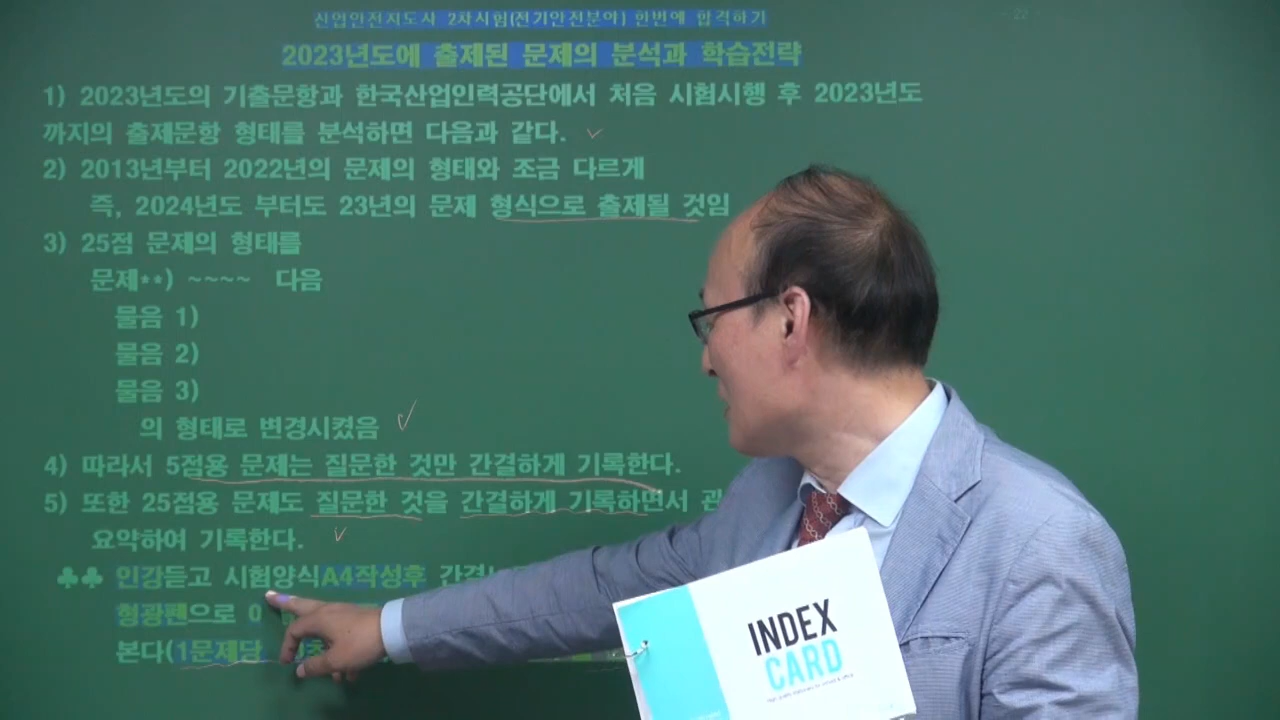 산업안전지도사 2차시험(전기안전분야) 한번에 합격하기
2023년도에 출제된 문제의 분석과 학습전략
1) 2023년도의 기출문항과 한국산업인력공단에서 처음 시험시행 후 2023년도
까지의 출제문항 형태를 분석하면 다음과 같다.
2) 2013년부터 2022년의 문제의 형태와 조금 다르게
즉, 2024년도 부터도 23년의 문제 형식으로 출제될 것임
3) 25점 문제의 형태를
문제**) ~~~~ 다음
물음 1)
물음 2)
물음 3)
의 형태로 변경시켰음
4) 따라서 5점용 문제는 질문한 것만 간결하게 기록한다.
5) 또한 25점용 문제도 질문한 것을 간결하게 기록하면서
요약하여 기록한다.
♣♣ 인강듣고 시험양식A4작성후
형광펜으로
본다(1문제당
INDEX
CARD